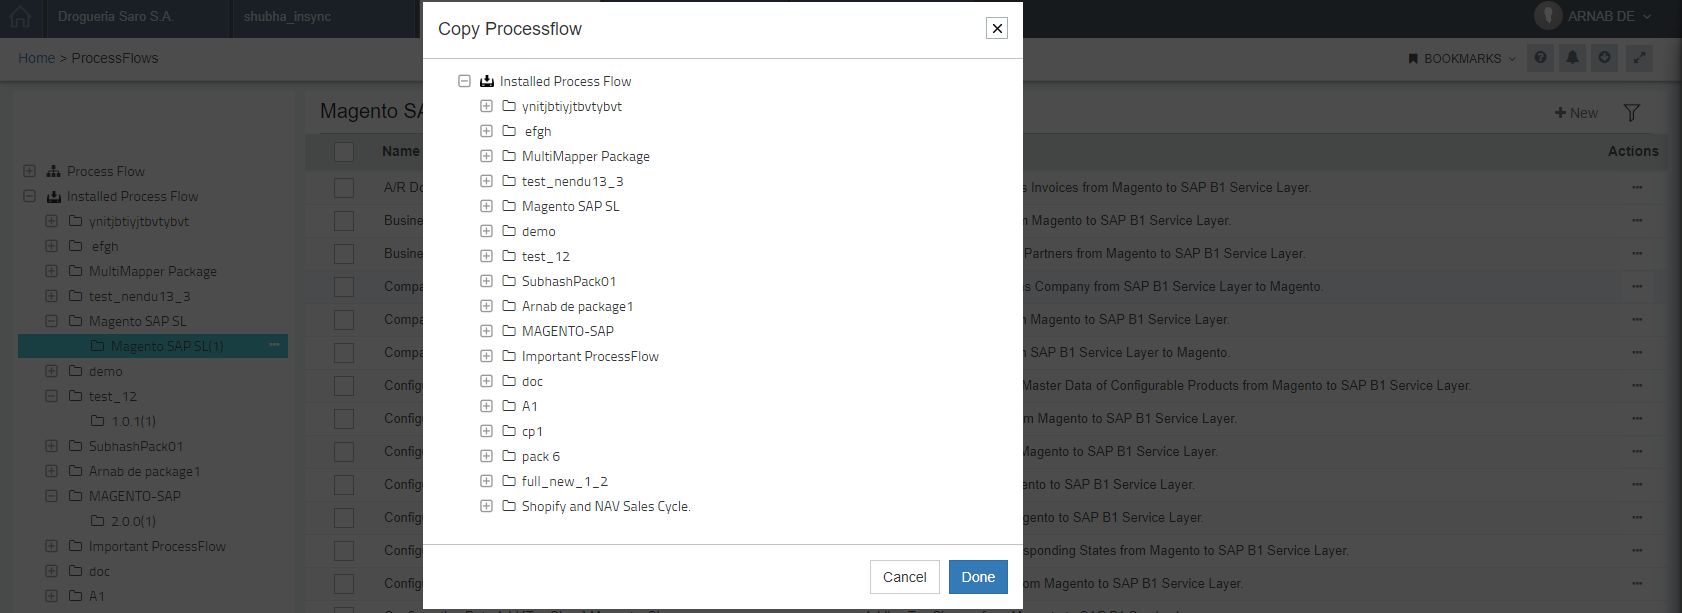 Drogueria Saro S.A.
shubha_insync
ARNAB DE
Home > ProcessFlows
BOOKMARKS
Process Flow
Installed Process Flow
ynitjbtiyjtbvtybvt
efgh
MultiMapper Package
test_nendu13_3
Magento SAP SL
Magento SAP SL(1)
demo
test_12
1.0.1(1)
SubhashPack01
Arnab de package1
MAGENTO-SAP
2.0.0(1)
Important ProcessFlow
doc
A1
Copy Processflow
Installed Process Flow
ynitjbtiyjtbvtybvt
efgh
MultiMapper Package
test_nendu13_3
Magento SAP SL
demo
test_12
SubhashPack01
Arnab de package1
MAGENTO-SAP
Important ProcessFlow
doc
A1
cp1
pack 6
full_new_1_2
Shopify and NAV Sales Cycle.
Cancel Done
Magento SA
+ New
Name Actions
A/R Do s Invoices from Magento to SAP B1 Service Layer.
Busine Magento to SAP B1 Service Layer.
Busine Partners from Magento to SAP B1 Service Layer.
Compa s Company from SAP B1 Service Layer to Magento.
Compa Magento to SAP B1 Service Layer.
Compa SAP B1 Service Layer to Magento.
Config Master Data of Configurable Products from Magento to SAP B1 Service Layer.
Config om Magento to SAP B1 Service Layer.
Config Magento to SAP B1 Service Layer.
Config ento to SAP B1 Service Layer.
Config gento to SAP B1 Service Layer.
Config sponding States from Magento to SAP B1 Service Layer.
Config om Magento to SAP B1 Service Layer.